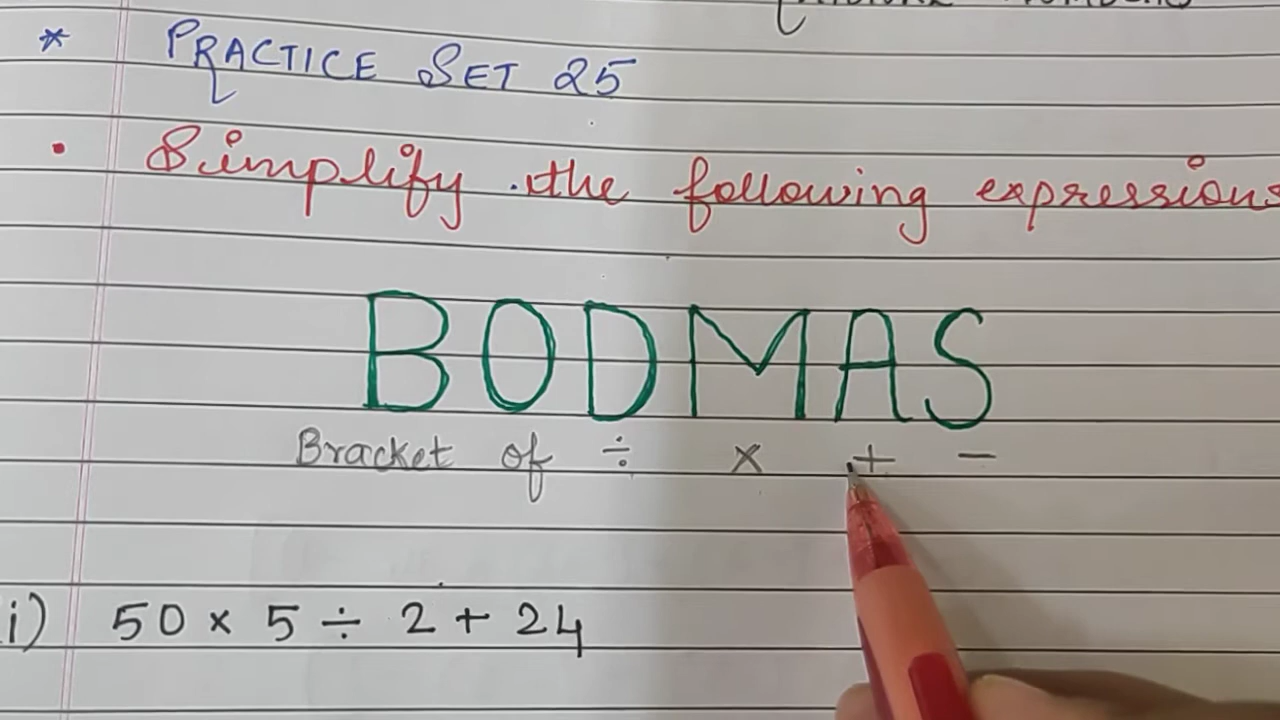 * PRACTICE SET 25
• Simplify the following expressions
BODMAS
Bracket of ÷ × + −
i) 50 × 5 ÷ 2 + 24